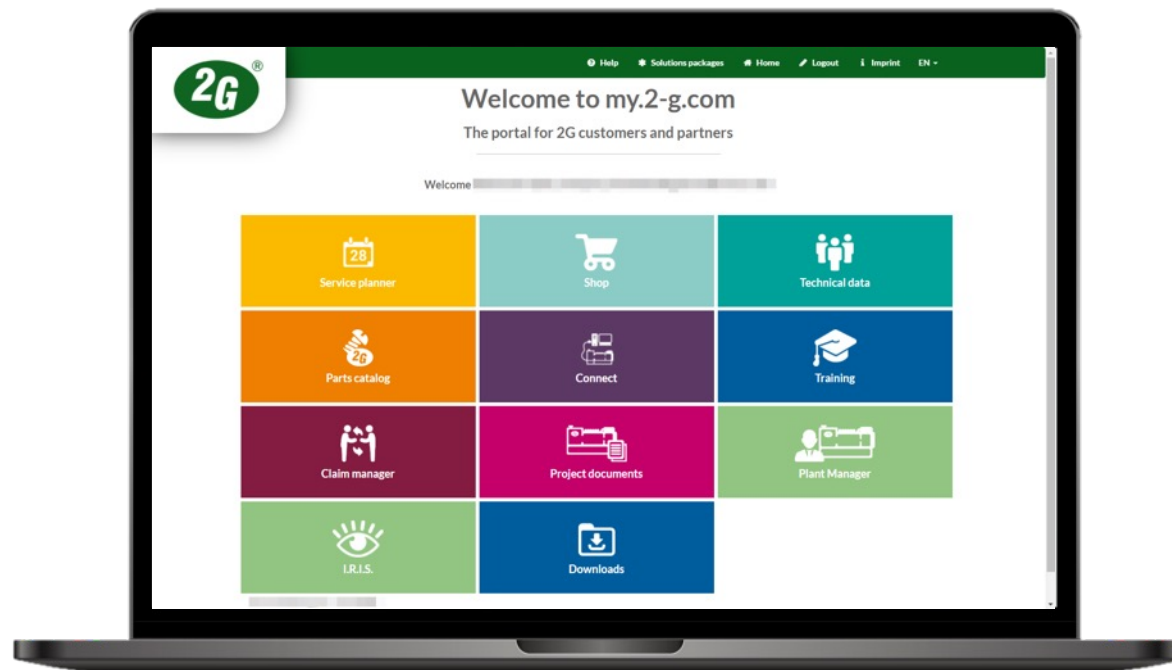 2G ®
Help Solutions packages Home Logout Imprint EN
Welcome to my.2-g.com
The portal for 2G customers and partners
Welcome
28
Service planner
Shop
Technical data
2G
Parts catalog
Connect
Training
Claim manager
Project documents
Plant Manager
I.R.I.S.
Downloads